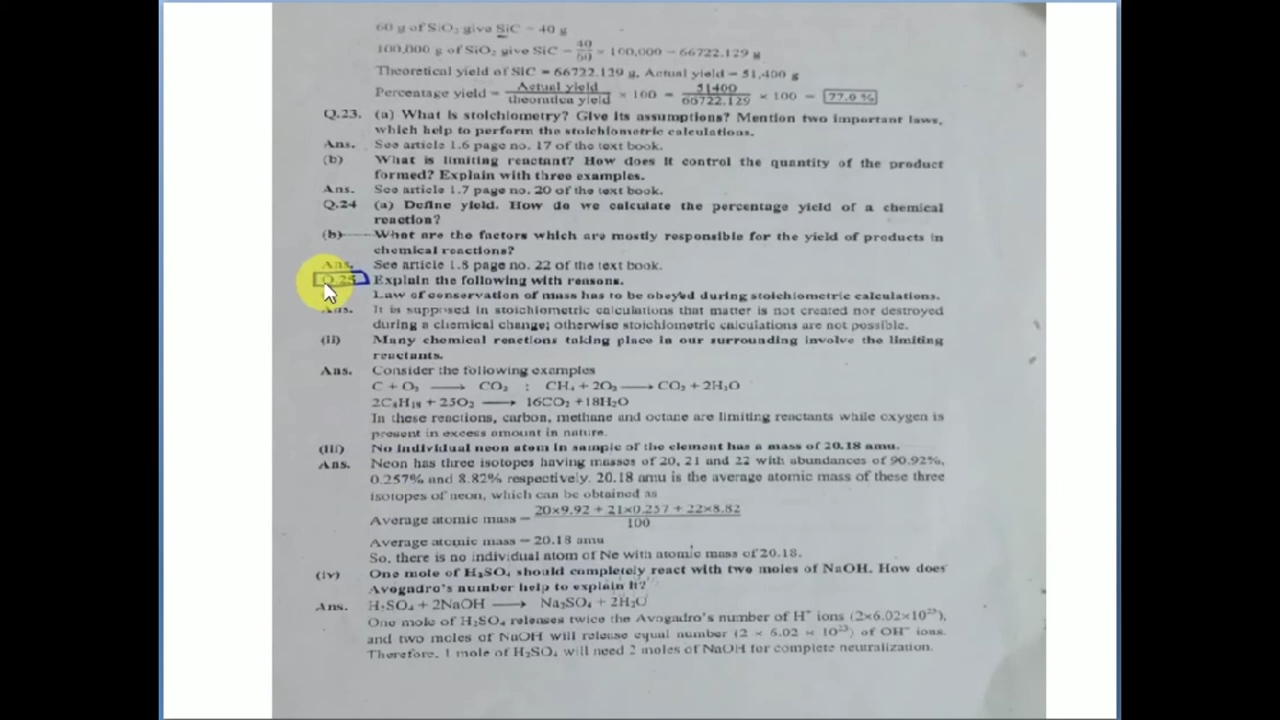 60 g of SiO₂ give SiC = 40 g
100,000 g of SiO₂ give SiC = 40/60 × 100,000 = 66722.129 g
Theoretical yield of SiC = 66722.129 g, Actual yield = 51,400 g
Percentage yield = Actual yield/theoratica yield × 100 = 51400/66722.129 × 100 = 77.0 %
Q.23. (a) What is stoichiometry? Give its assumptions? Mention two important laws,
which help to perform the stoichiometric calculations.
Ans. See article 1.6 page no. 17 of the text book.
(b) What is limiting reactant? How does it control the quantity of the product
formed? Explain with three examples.
Ans. See article 1.7 page no. 20 of the text book.
Q.24 (a) Define yield. How do we calculate the percentage yield of a chemical
reaction?
(b) What are the factors which are mostly responsible for the yield of products in
chemical reactions?
Ans. See article 1.8 page no. 22 of the text book.
Q.25 Explain the following with reasons.
Law of conservation of mass has to be obeyed during stoichiometric calculations.
Ans. It is supposed in stoichiometric calculations that matter is not created nor destroyed
during a chemical change; otherwise stoichiometric calculations are not possible.
(ii) Many chemical reactions taking place in our surrounding involve the limiting
reactants.
Ans. Consider the following examples
C + O₂ ⟶ CO₂ ; CH₄ + 2O₂ ⟶ CO₂ + 2H₂O
2C₈H₁₈ + 25O₂ ⟶ 16CO₂ +18H₂O
In these reactions, carbon, methane and octane are limiting reactants while oxygen is
present in excess amount in nature.
(iii) No individual neon atom in sample of the element has a mass of 20.18 amu.
Ans. Neon has three isotopes having masses of 20, 21 and 22 with abundances of 90.92%,
0.257% and 8.82% respectively. 20.18 amu is the average atomic mass of these three
isotopes of neon, which can be obtained as
Average atomic mass = 20×9.92 + 21×0.257 + 22×8.82/100
Average atomic mass = 20.18 amu
So, there is no individual atom of Ne with atomic mass of 20.18.
(iv) One mole of H₂SO₄ should completely react with two moles of NaOH. How does
Avogadro's number help to explain it?
Ans. H₂SO₄ + 2NaOH ⟶ Na₂SO₄ + 2H₂O
One mole of H₂SO₄ releases twice the Avogadro's number of H⁺ ions (2×6.02×10²³),
and two moles of NaOH will release equal number (2 × 6.02 × 10²³) of OH⁻ ions.
Therefore, 1 mole of H₂SO₄ will need 2 moles of NaOH for complete neutralization.